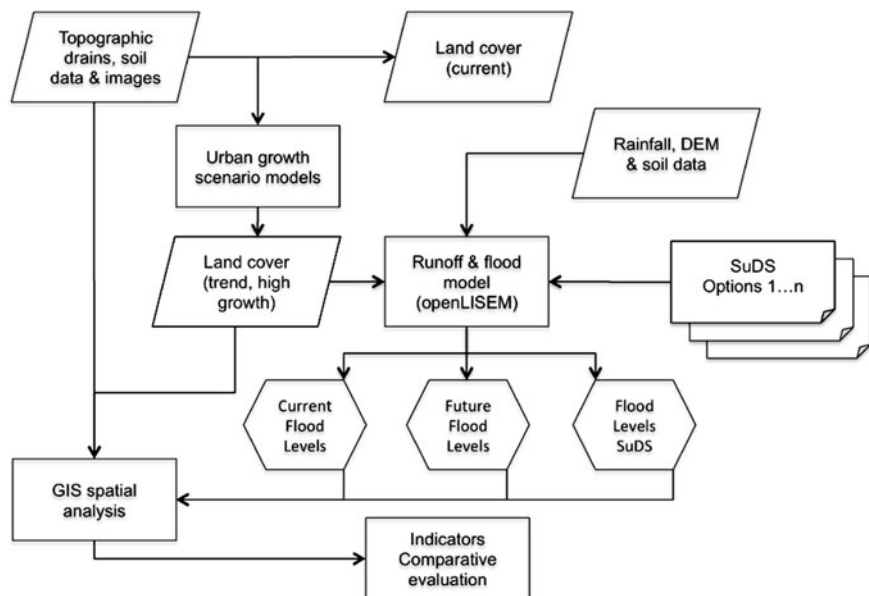 Topographic
drains, soil
data & images
Land cover
(current)
Urban growth
scenario models
Rainfall, DEM
& soil data
Land cover
(trend, high
growth)
Runoff & flood
model
(openLISEM)
SuDS
Options 1...n
Current
Flood
Levels
Future
Flood
Levels
Flood
Levels
SuDS
GIS spatial
analysis
Indicators
Comparative
evaluation